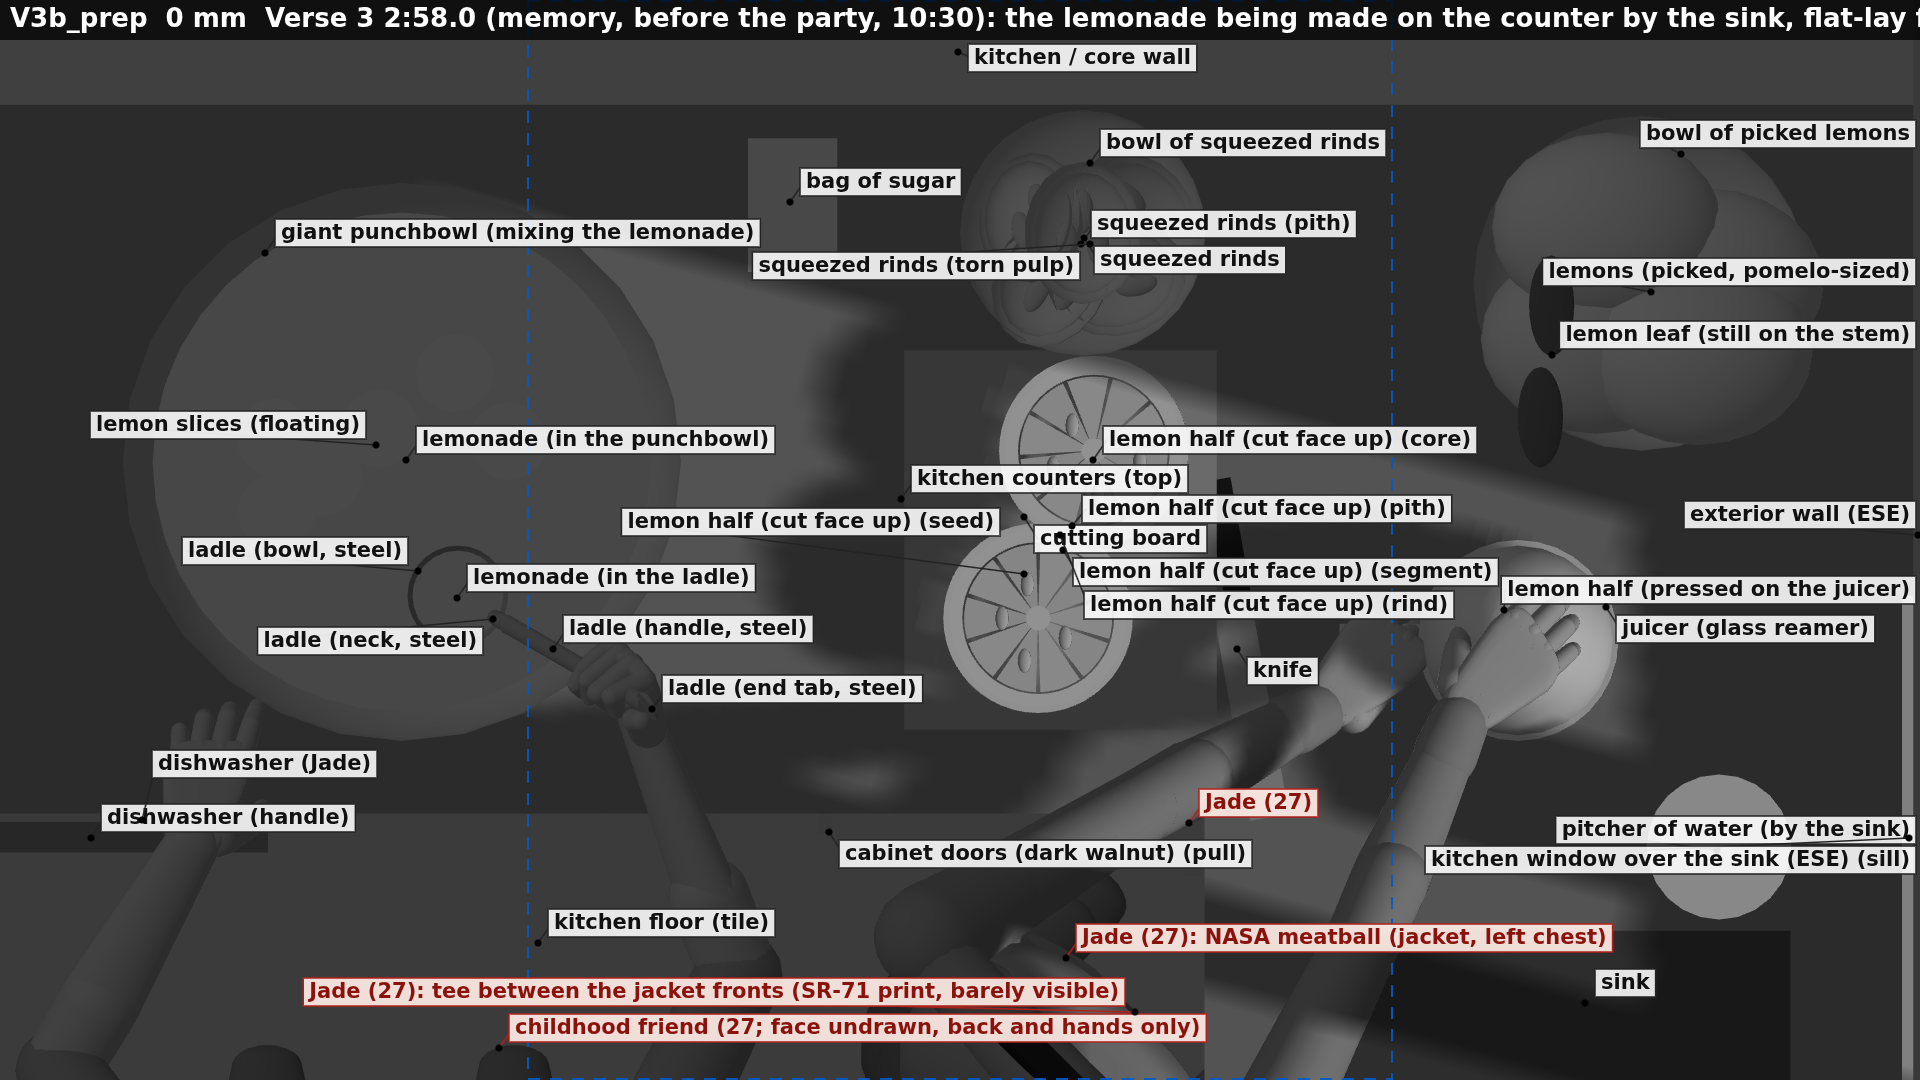 V3b_prep 0 mm Verse 3 2:58.0 (memory, before the party, 10:30): the lemonade being made on the counter by the sink, flat-lay
kitchen / core wall
bowl of picked lemons
bowl of squeezed rinds
bag of sugar
squeezed rinds (pith)
giant punchbowl (mixing the lemonade)
squeezed rinds (torn pulp)
squeezed rinds
lemons (picked, pomelo-sized)
lemon leaf (still on the stem)
lemon slices (floating)
lemonade (in the punchbowl)
lemon half (cut face up) (core)
kitchen counters (top)
lemon half (cut face up) (pith)
exterior wall (ESE)
lemon half (cut face up) (seed)
cutting board
ladle (bowl, steel)
lemon half (cut face up) (segment)
lemonade (in the ladle)
lemon half (pressed on the juicer)
lemon half (cut face up) (rind)
ladle (handle, steel)
juicer (glass reamer)
ladle (neck, steel)
knife
ladle (end tab, steel)
dishwasher (Jade)
Jade (27)
dishwasher (handle)
pitcher of water (by the sink)
cabinet doors (dark walnut) (pull)
kitchen window over the sink (ESE) (sill)
kitchen floor (tile)
Jade (27): NASA meatball (jacket, left chest)
sink
Jade (27): tee between the jacket fronts (SR-71 print, barely visible)
childhood friend (27; face undrawn, back and hands only)